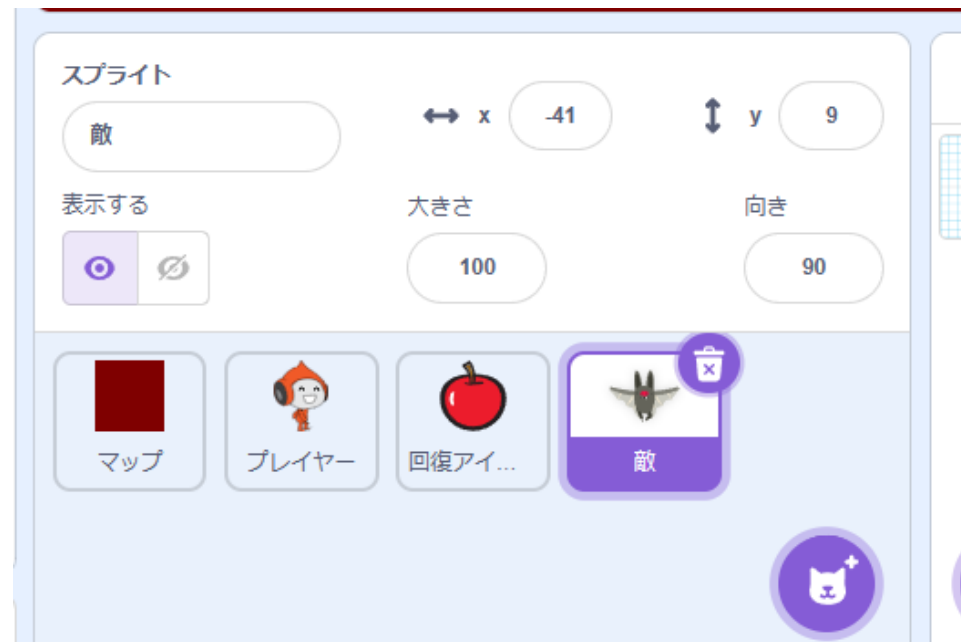 スプライト
敵
x -41
y 9
表示する
大きさ
向き
100
90
マップ
プレイヤー
回復アイ...
敵